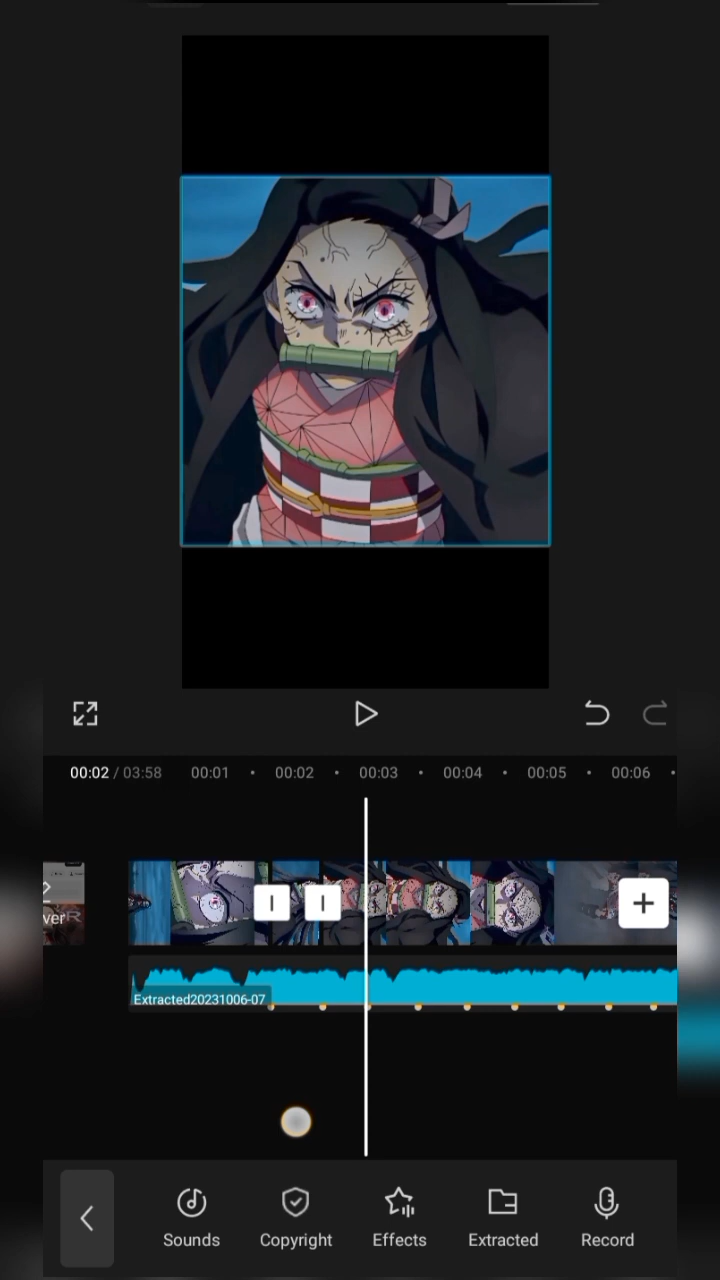 00:02 / 03:58 00:01 00:02 00:03 00:04 00:05 00:06
ver
Extracted20231006-07
Sounds Copyright Effects Extracted Record